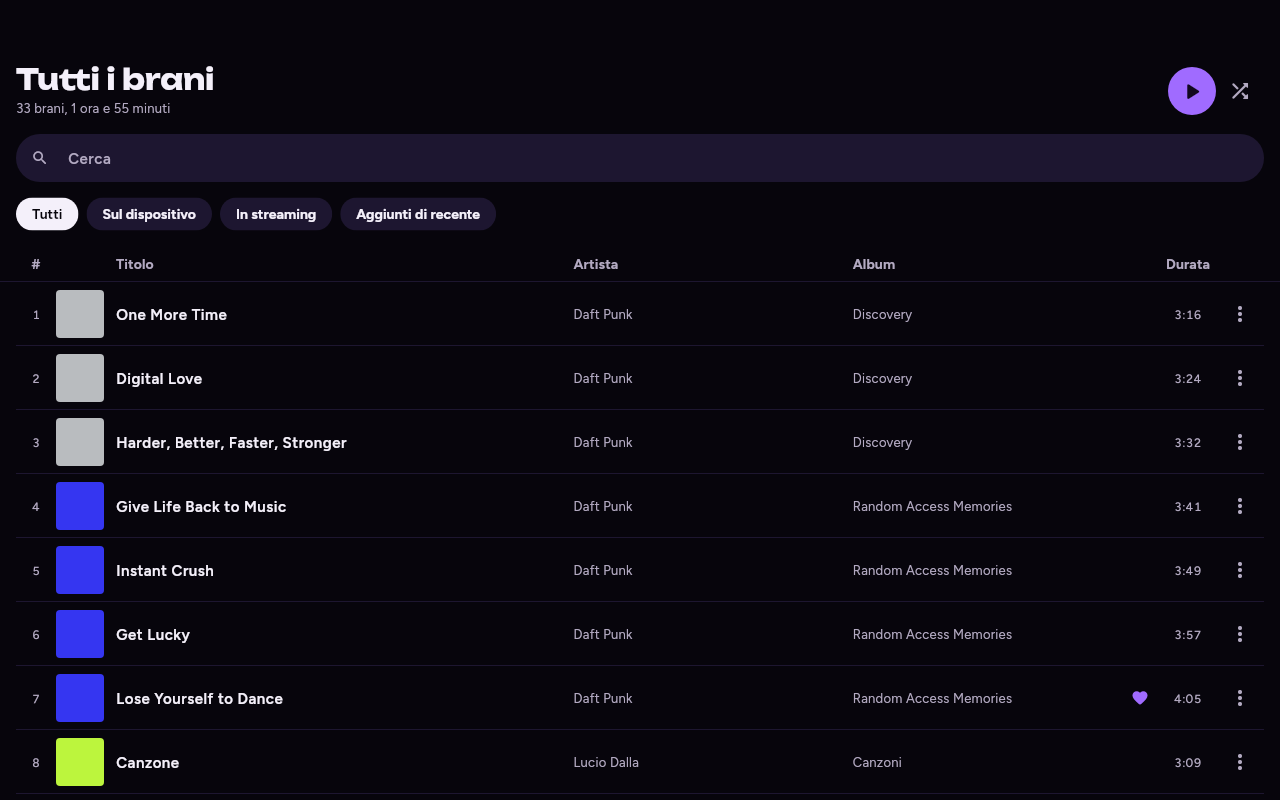 Tutti i brani
33 brani, 1 ora e 55 minuti
Cerca
Tutti Sul dispositivo In streaming Aggiunti di recente
# Titolo Artista Album Durata
1 One More Time Daft Punk Discovery 3:16
2 Digital Love Daft Punk Discovery 3:24
3 Harder, Better, Faster, Stronger Daft Punk Discovery 3:32
4 Give Life Back to Music Daft Punk Random Access Memories 3:41
5 Instant Crush Daft Punk Random Access Memories 3:49
6 Get Lucky Daft Punk Random Access Memories 3:57
7 Lose Yourself to Dance Daft Punk Random Access Memories 4:05
8 Canzone Lucio Dalla Canzoni 3:09